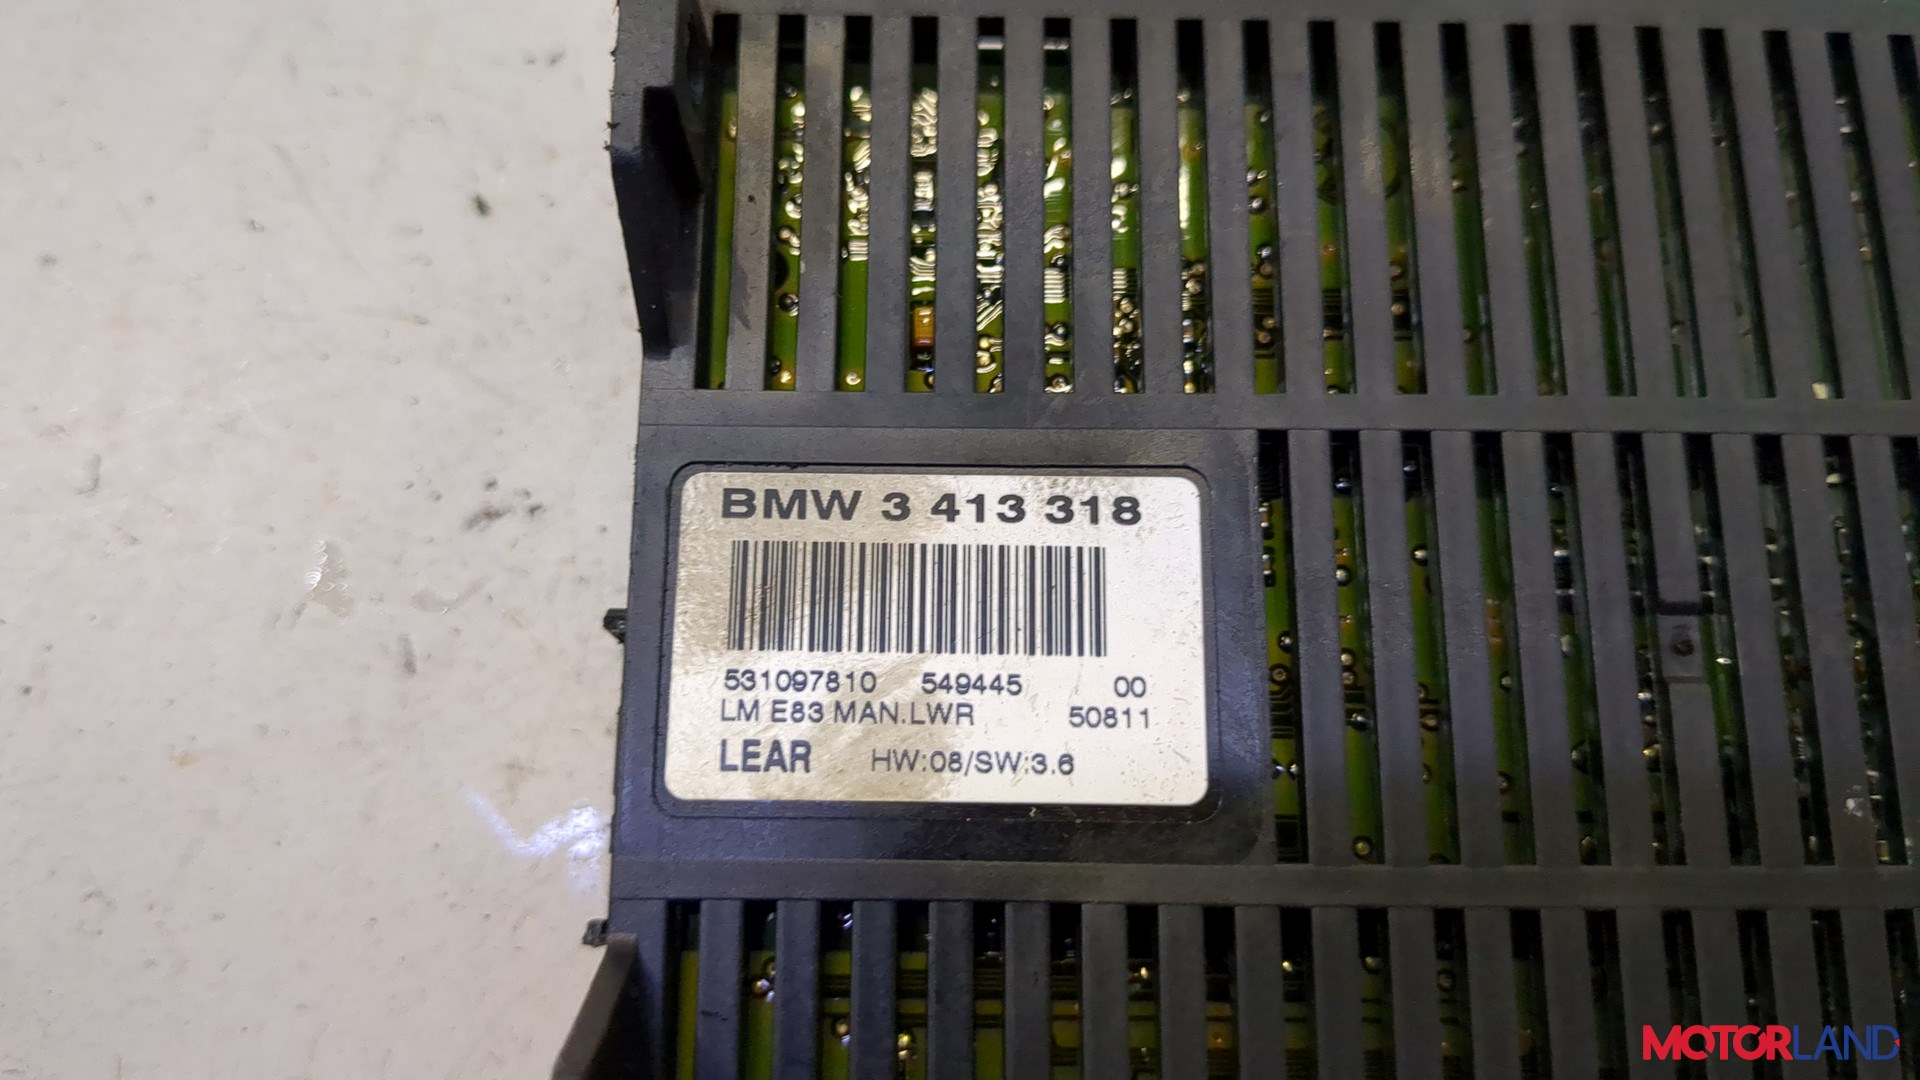 BMW 3 413 318
531097810 549445 00
LM E83 MAN.LWR 50811
LEAR HW:08/SW:3.6
MOTORLAND